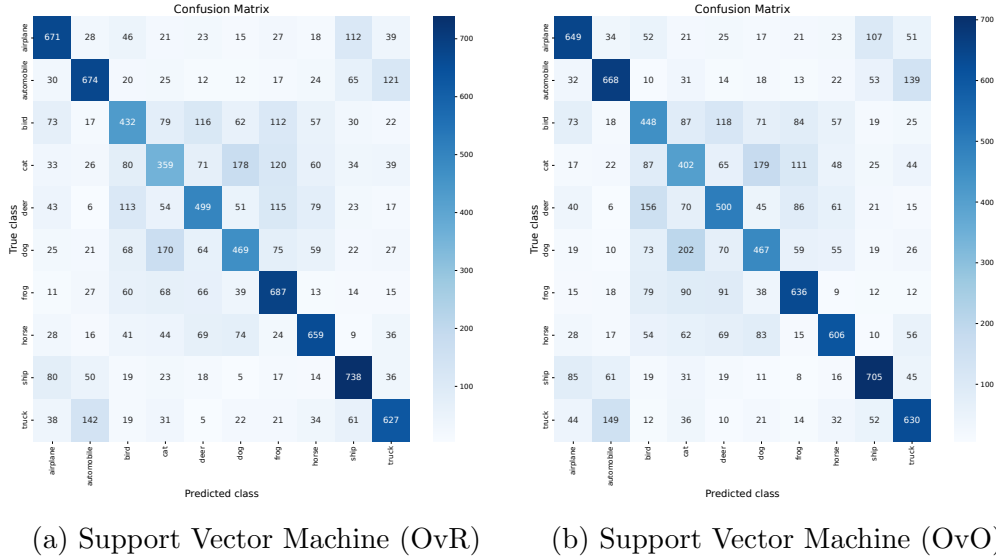 Confusion Matrix
True class
airplane 671 28 46 21 23 15 27 18 112 39
automobile 30 674 20 25 12 12 17 24 65 121
bird 73 17 432 79 116 62 112 57 30 22
cat 33 26 80 359 71 178 120 60 34 39
deer 43 6 113 54 499 51 115 79 23 17
dog 25 21 68 170 64 469 75 59 22 27
frog 11 27 60 68 66 39 687 13 14 15
horse 28 16 41 44 69 74 24 659 9 36
ship 80 50 19 23 18 5 17 14 738 36
truck 38 142 19 31 5 22 21 34 61 627
airplane automobile bird cat deer dog frog horse ship truck
Predicted class
700
600
500
400
300
200
100
(a) Support Vector Machine (OvR)
Confusion Matrix
True class
airplane 649 34 52 21 25 17 21 23 107 51
automobile 32 668 10 31 14 18 13 22 53 139
bird 73 18 448 87 118 71 84 57 19 25
cat 17 22 87 402 65 179 111 48 25 44
deer 40 6 156 70 500 45 86 61 21 15
dog 19 10 73 202 70 467 59 55 19 26
frog 15 18 79 90 91 38 636 9 12 12
horse 28 17 54 62 69 83 15 606 10 56
ship 85 61 19 31 19 11 8 16 705 45
truck 44 149 12 36 10 21 14 32 52 630
airplane automobile bird cat deer dog frog horse ship truck
Predicted class
700
600
500
400
300
200
100
(b) Support Vector Machine (OvO)